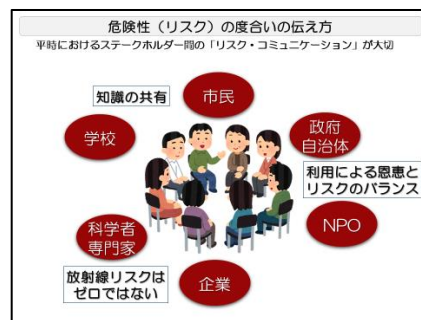 危険性（リスク）の度合いの伝え方
平時におけるステークホルダー間の「リスク・コミュニケーション」が大切
知識の共有
市民
学校
政府
自治体
利用による恩恵と
リスクのバランス
科学者
専門家
NPO
放射線リスクは
ゼロではない
企業